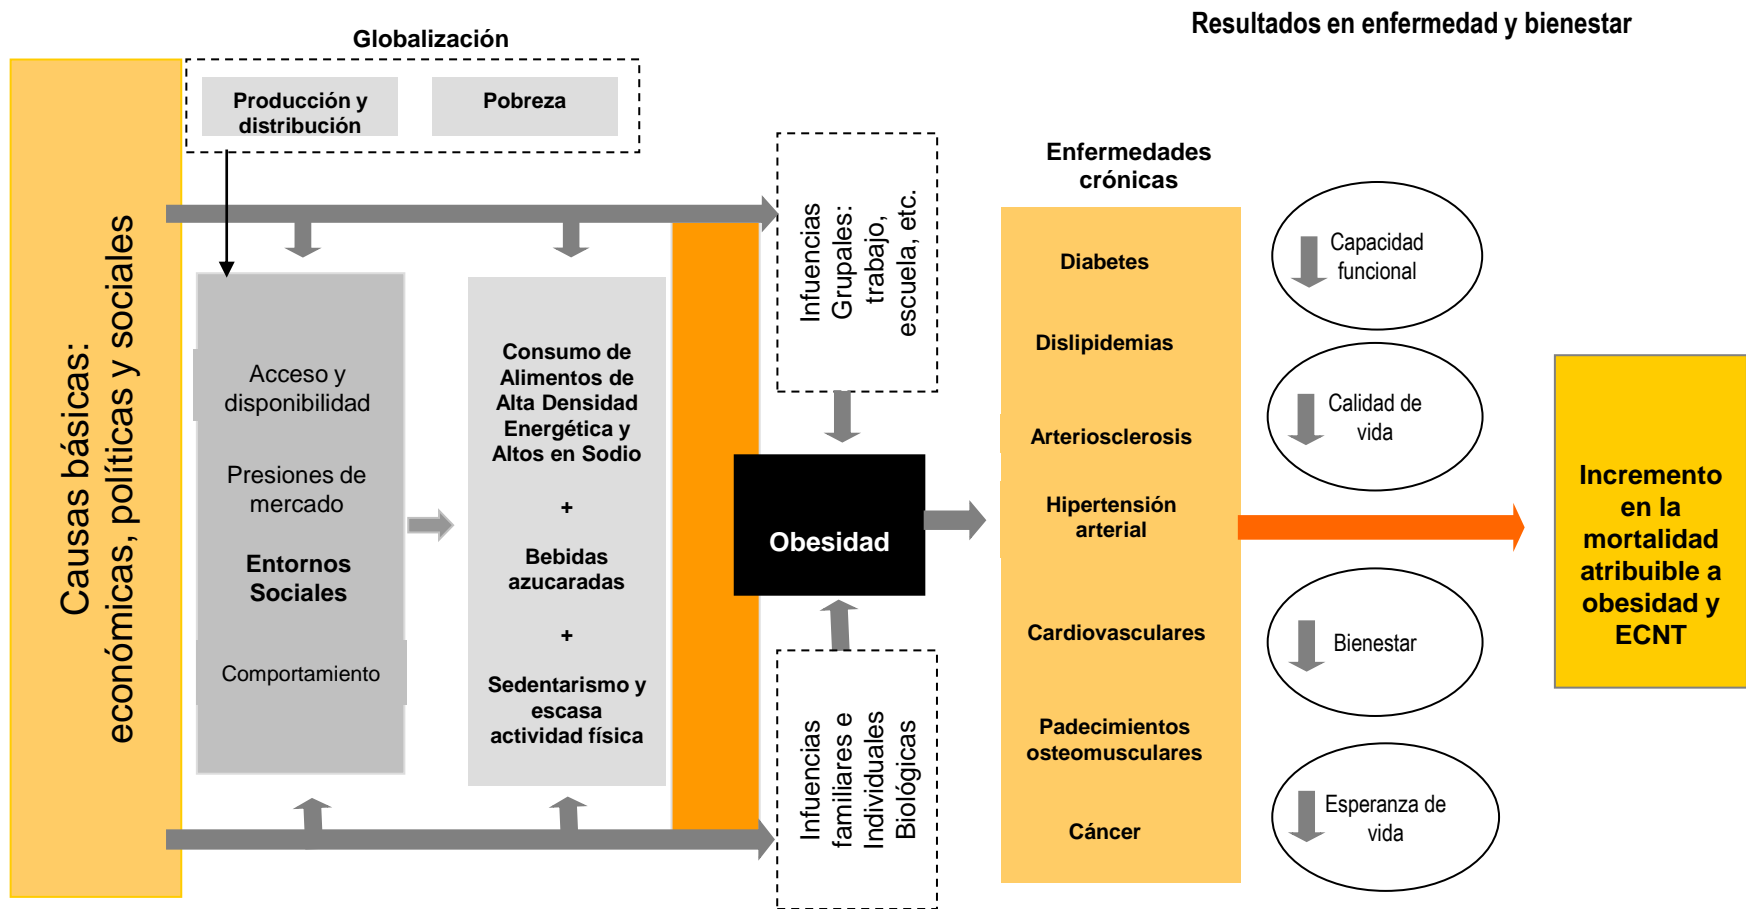 Resultados en enfermedad y bienestar
Globalización
Producción y
distribución
Pobreza
Causas básicas:
económicas, políticas y sociales
Acceso y
disponibilidad
Presiones de
mercado
Entornos
Sociales
Comportamiento
Consumo de
Alimentos de
Alta Densidad
Energética y
Altos en Sodio
+
Bebidas
azucaradas
+
Sedentarismo y
escasa
actividad física
Infuencias
Grupales:
trabajo,
escuela, etc.
Obesidad
Infuencias
familiares e
Individuales
Biológicas
Enfermedades
crónicas
Diabetes
Dislipidemias
Arteriosclerosis
Hipertensión
arterial
Cardiovasculares
Padecimientos
osteomusculares
Cáncer
Capacidad
funcional
Calidad de
vida
Bienestar
Esperanza de
vida
Incremento
en la
mortalidad
atribuible a
obesidad y
ECNT